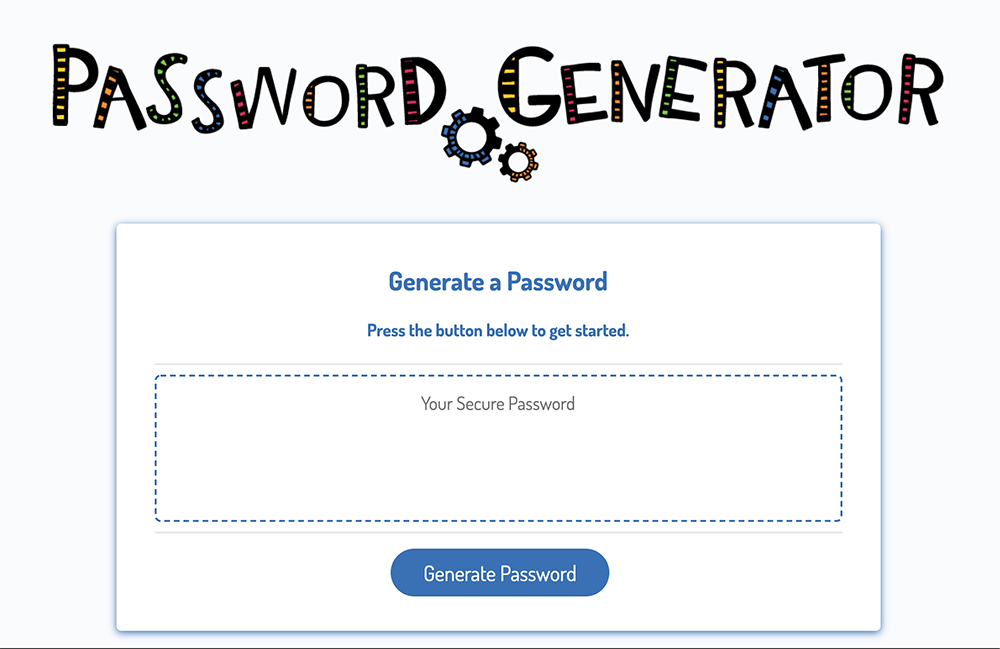 PASSWORD GENERATOR
Generate a Password
Press the button below to get started.
Your Secure Password
Generate Password